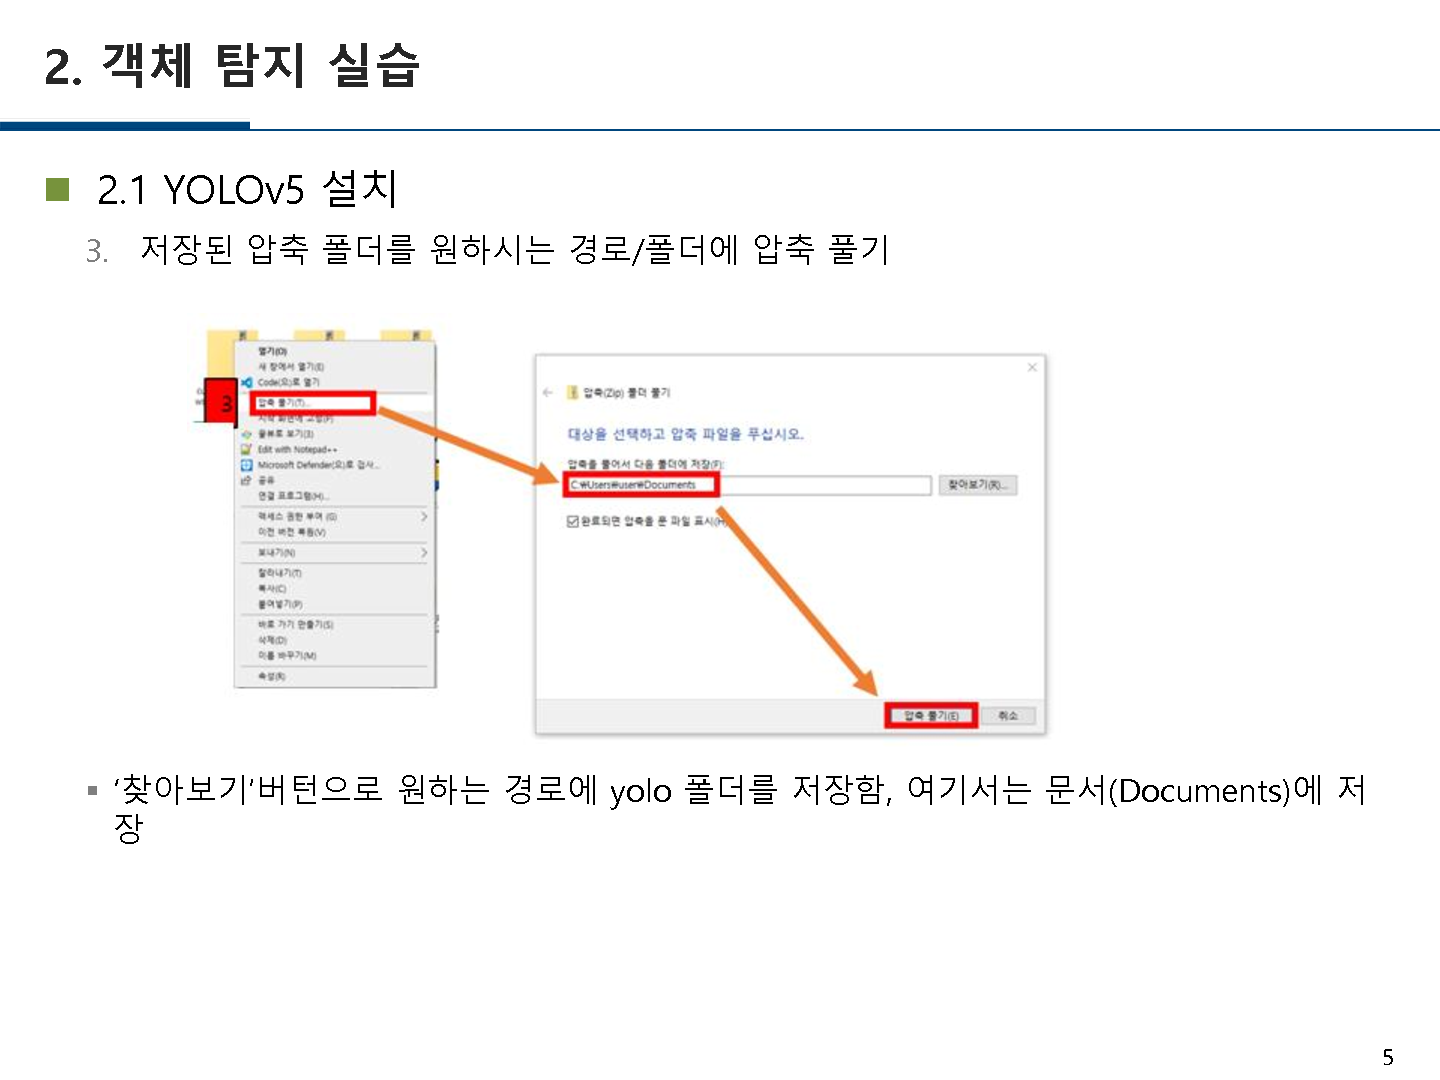 2. 객체 탐지 실습
2.1 YOLOv5 설치
3. 저장된 압축 폴더를 원하시는 경로/폴더에 압축 풀기
열기(O)
새 창에서 열기(E)
Code(으)로 열기
3
압축 풀기(T)...
시작 화면에 고정(P)
물뷰로 보기(3)
Edit with Notepad++
Microsoft Defender(으)로 검사...
공유
연결 프로그램(H)...
액세스 권한 부여 (G)
이전 버전 복원(V)
보내기(N)
잘라내기(T)
복사(C)
붙여넣기(P)
바로 가기 만들기(S)
삭제(D)
이름 바꾸기(M)
속성(R)
압축(Zip) 폴더 풀기
대상을 선택하고 압축 파일을 푸십시오.
압축을 풀어서 다음 폴더에 저장(F):
C:₩Users₩user₩Documents
찾아보기(R)...
완료되면 압축을 푼 파일 표시(H)
압축 풀기(E)
취소
▪ ‘찾아보기’버턴으로 원하는 경로에 yolo 폴더를 저장함, 여기서는 문서(Documents)에 저
장
5